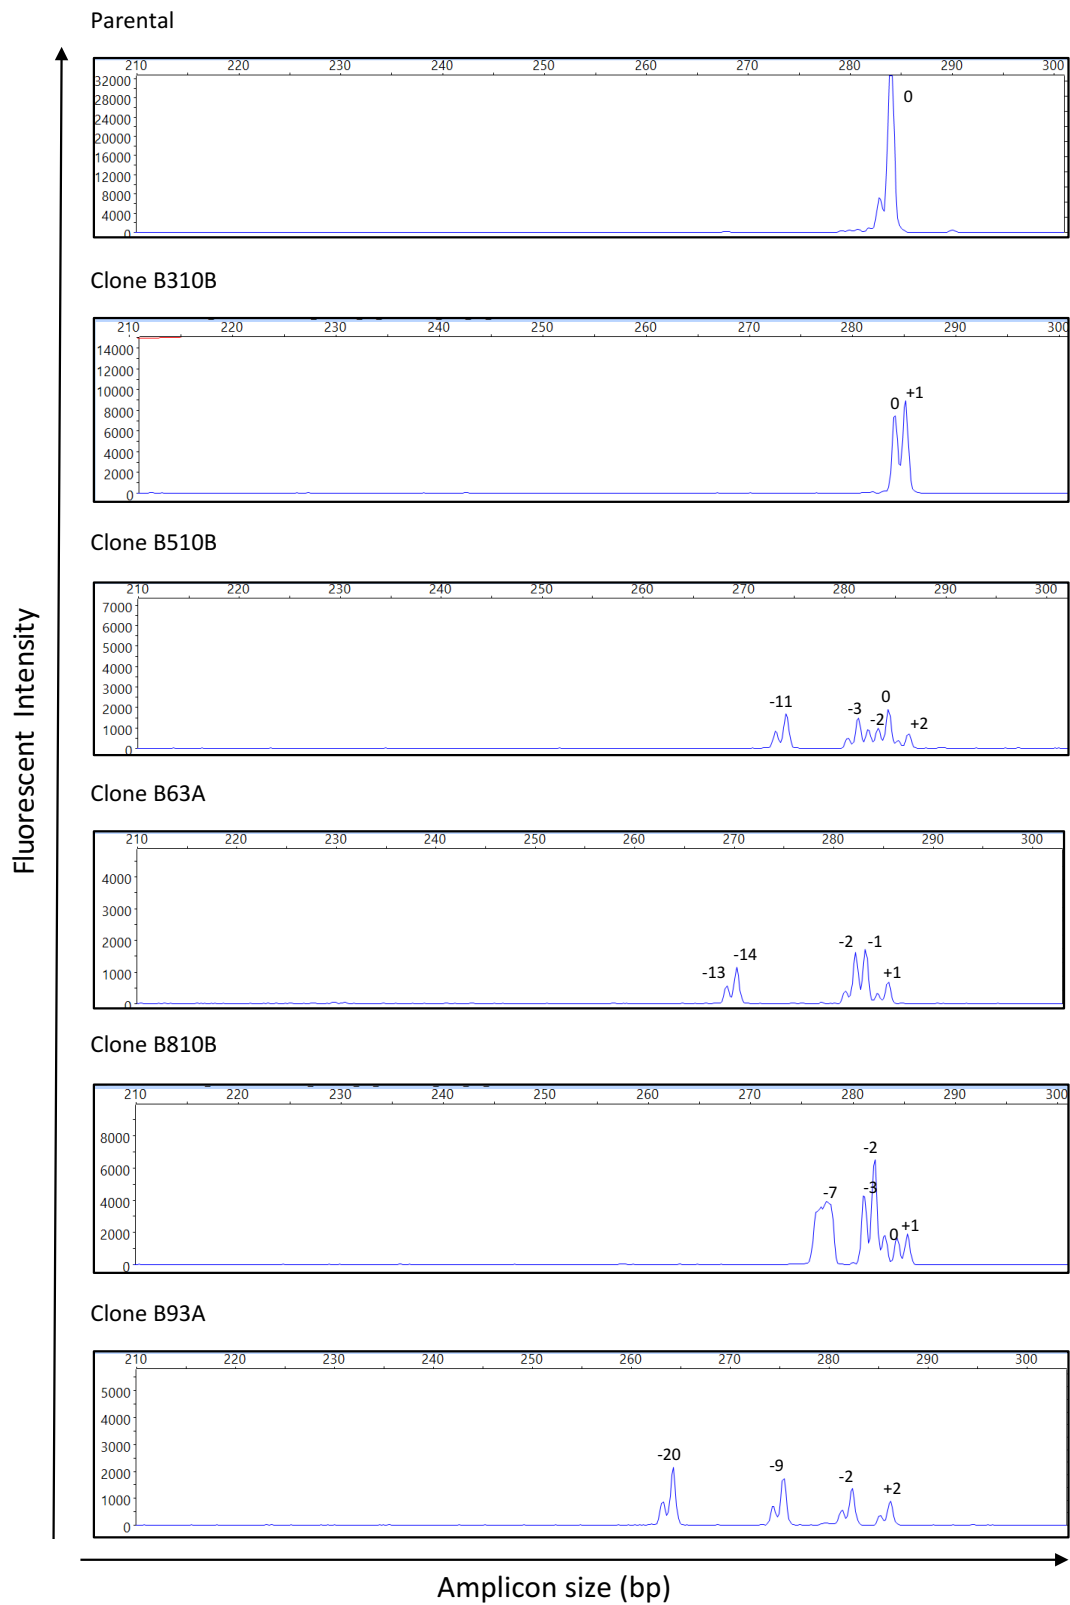 Parental
210 220 230 240 250 260 270 280 290 300
32000
28000
24000
20000
16000
12000
8000
4000
0
0
Clone B310B
210 220 230 240 250 260 270 280 290 300
14000
12000
10000
8000
6000
4000
2000
0
0 +1
Clone B510B
210 220 230 240 250 260 270 280 290 300
7000
6000
5000
4000
3000
2000
1000
0
-11 -3 -2 0 +2
Clone B63A
210 220 230 240 250 260 270 280 290 300
4000
3000
2000
1000
0
-13 -14 -2 -1 +1
Clone B810B
210 220 230 240 250 260 270 280 290 300
8000
6000
4000
2000
0
-7 -3 -2 0 +1
Clone B93A
210 220 230 240 250 260 270 280 290 300
5000
4000
3000
2000
1000
0
-20 -9 -2 +2
Fluorescent Intensity
Amplicon size (bp)